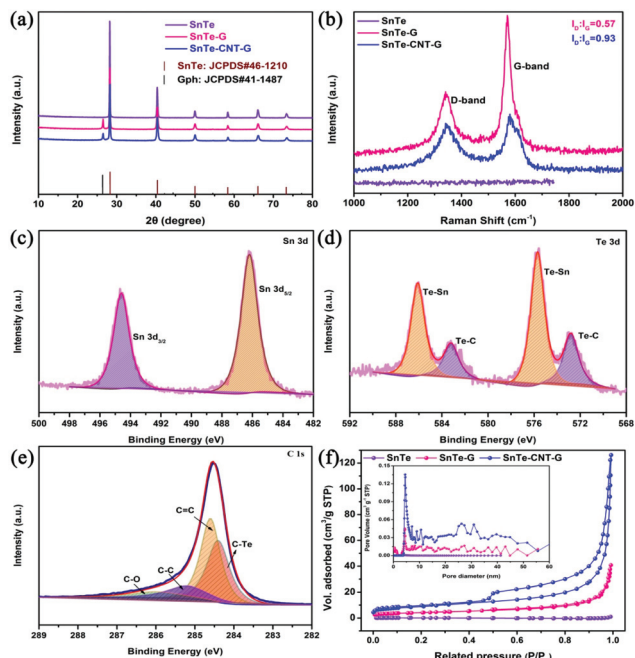 (a)
SnTe
SnTe-G
SnTe-CNT-G
SnTe: JCPDS#46-1210
Gph: JCPDS#41-1487
Intensity (a.u.)
10 20 30 40 50 60 70 80
2θ (degree)
(b)
I_D:I_G=0.57
I_D:I_G=0.93
G-band
D-band
Intensity (a.u.)
1000 1200 1400 1600 1800 2000
Raman Shift (cm⁻¹)
(c)
Sn 3d
Sn 3d₅/₂
Sn 3d₃/₂
Intensity (a.u.)
500 498 496 494 492 490 488 486 484 482
Binding Energy (eV)
(d)
Te 3d
Te-Sn
Te-Sn
Te-C
Te-C
Intensity (a.u.)
592 588 584 580 576 572 568
Binding Energy (eV)
(e)
C 1s
C=C
C-Te
C-C
C-O
Intensity (a.u.)
289 288 287 286 285 284 283 282
Binding Energy (eV)
(f)
SnTe SnTe-G SnTe-CNT-G
Vol. adsorbed (cm³/g STP)
120
100
80
60
40
20
0
Pore Volume (cm³ g⁻¹ STP)
0.15
0.12
0.09
0.06
0.03
0.00
0 10 20 30 40 50 60
Pore diameter (nm)
0.0 0.2 0.4 0.6 0.8 1.0
Related pressure (P/P